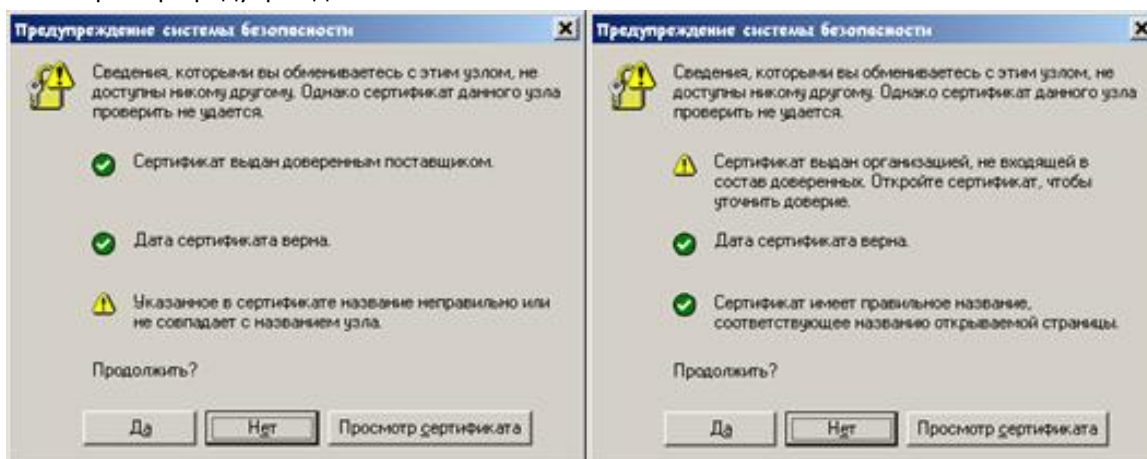 Предупреждение системы безопасности
Сведения, которыми вы обмениваетесь с этим узлом, не
доступны никому другому. Однако сертификат данного узла
проверить не удается.
Сертификат выдан доверенным поставщиком.
Дата сертификата верна.
Указанное в сертификате название неправильно или
не совпадает с названием узла.
Продолжить?
Да
Нет
Просмотр сертификата
Предупреждение системы безопасности
Сведения, которыми вы обмениваетесь с этим узлом, не
доступны никому другому. Однако сертификат данного узла
проверить не удается.
Сертификат выдан организацией, не входящей в
состав доверенных. Откройте сертификат, чтобы
уточнить доверие.
Дата сертификата верна.
Сертификат имеет правильное название,
соответствующее названию открываемой страницы.
Продолжить?
Да
Нет
Просмотр сертификата